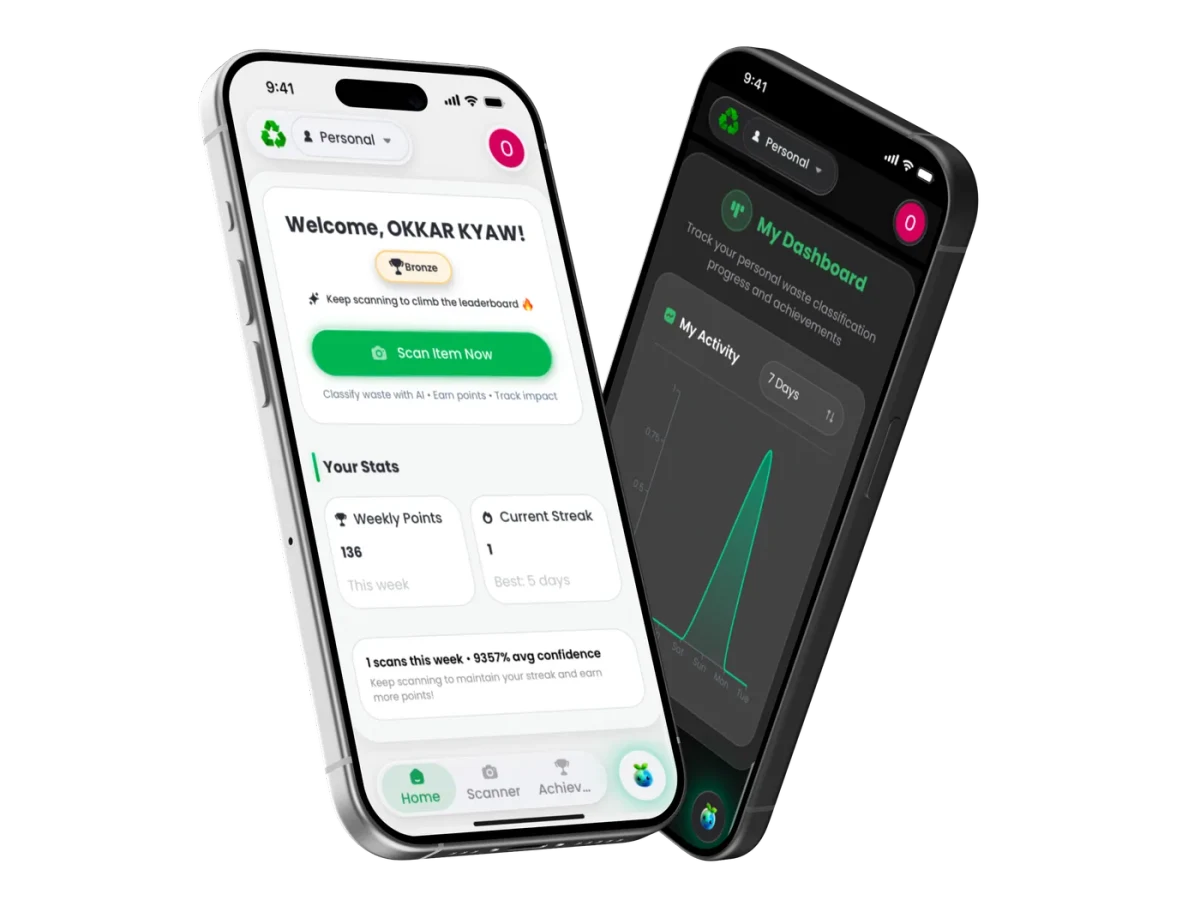 9:41
Personal
O
Welcome, OKKAR KYAW!
Bronze
Keep scanning to climb the leaderboard 🔥
Scan Item Now
Classify waste with AI • Earn points • Track impact
Your Stats
Weekly Points
136
This week
Current Streak
1
Best: 5 days
1 scans this week • 9357% avg confidence
Keep scanning to maintain your streak and earn
more points!
Home
Scanner
Achiev...
9:41
Personal
O
My Dashboard
Track your personal waste classification
progress and achievements
My Activity
7 Days
1
0.75
0.5
Sat
Sun
Mon
Tue